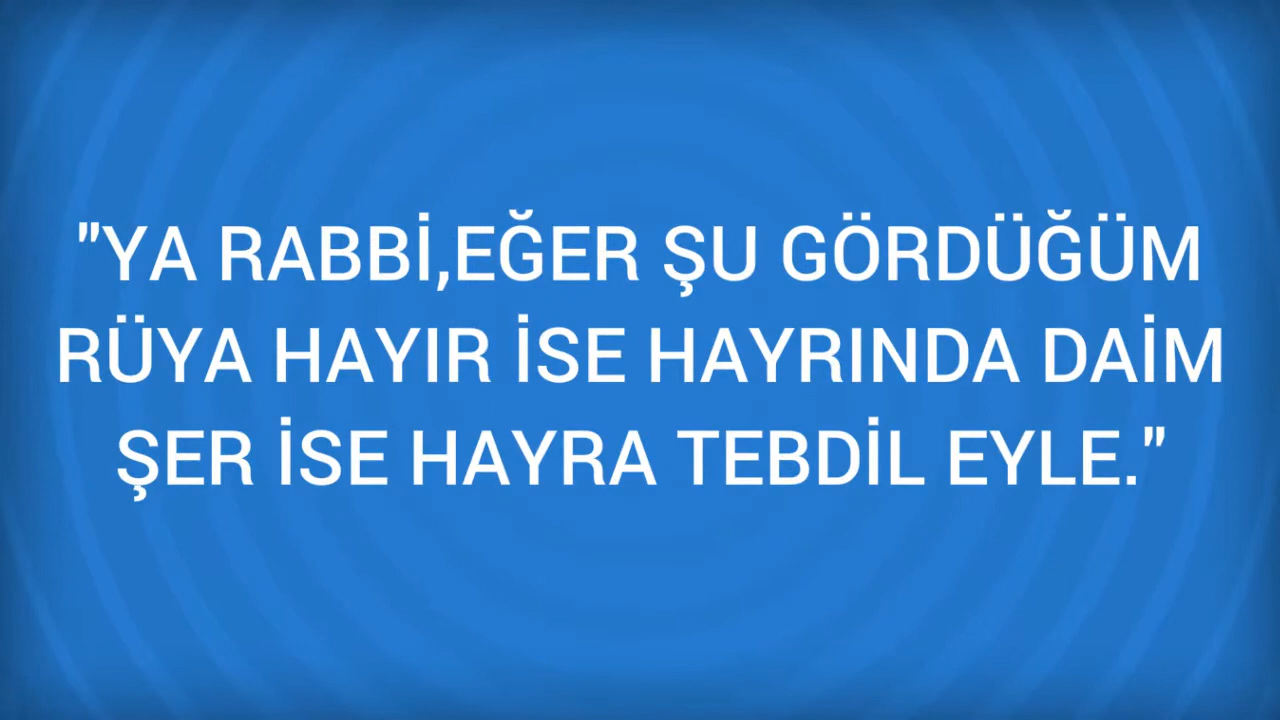 "YA RABBİ,EĞER ŞU GÖRDÜĞÜM
RÜYA HAYIR İSE HAYRINDA DAİM
ŞER İSE HAYRA TEBDİL EYLE."